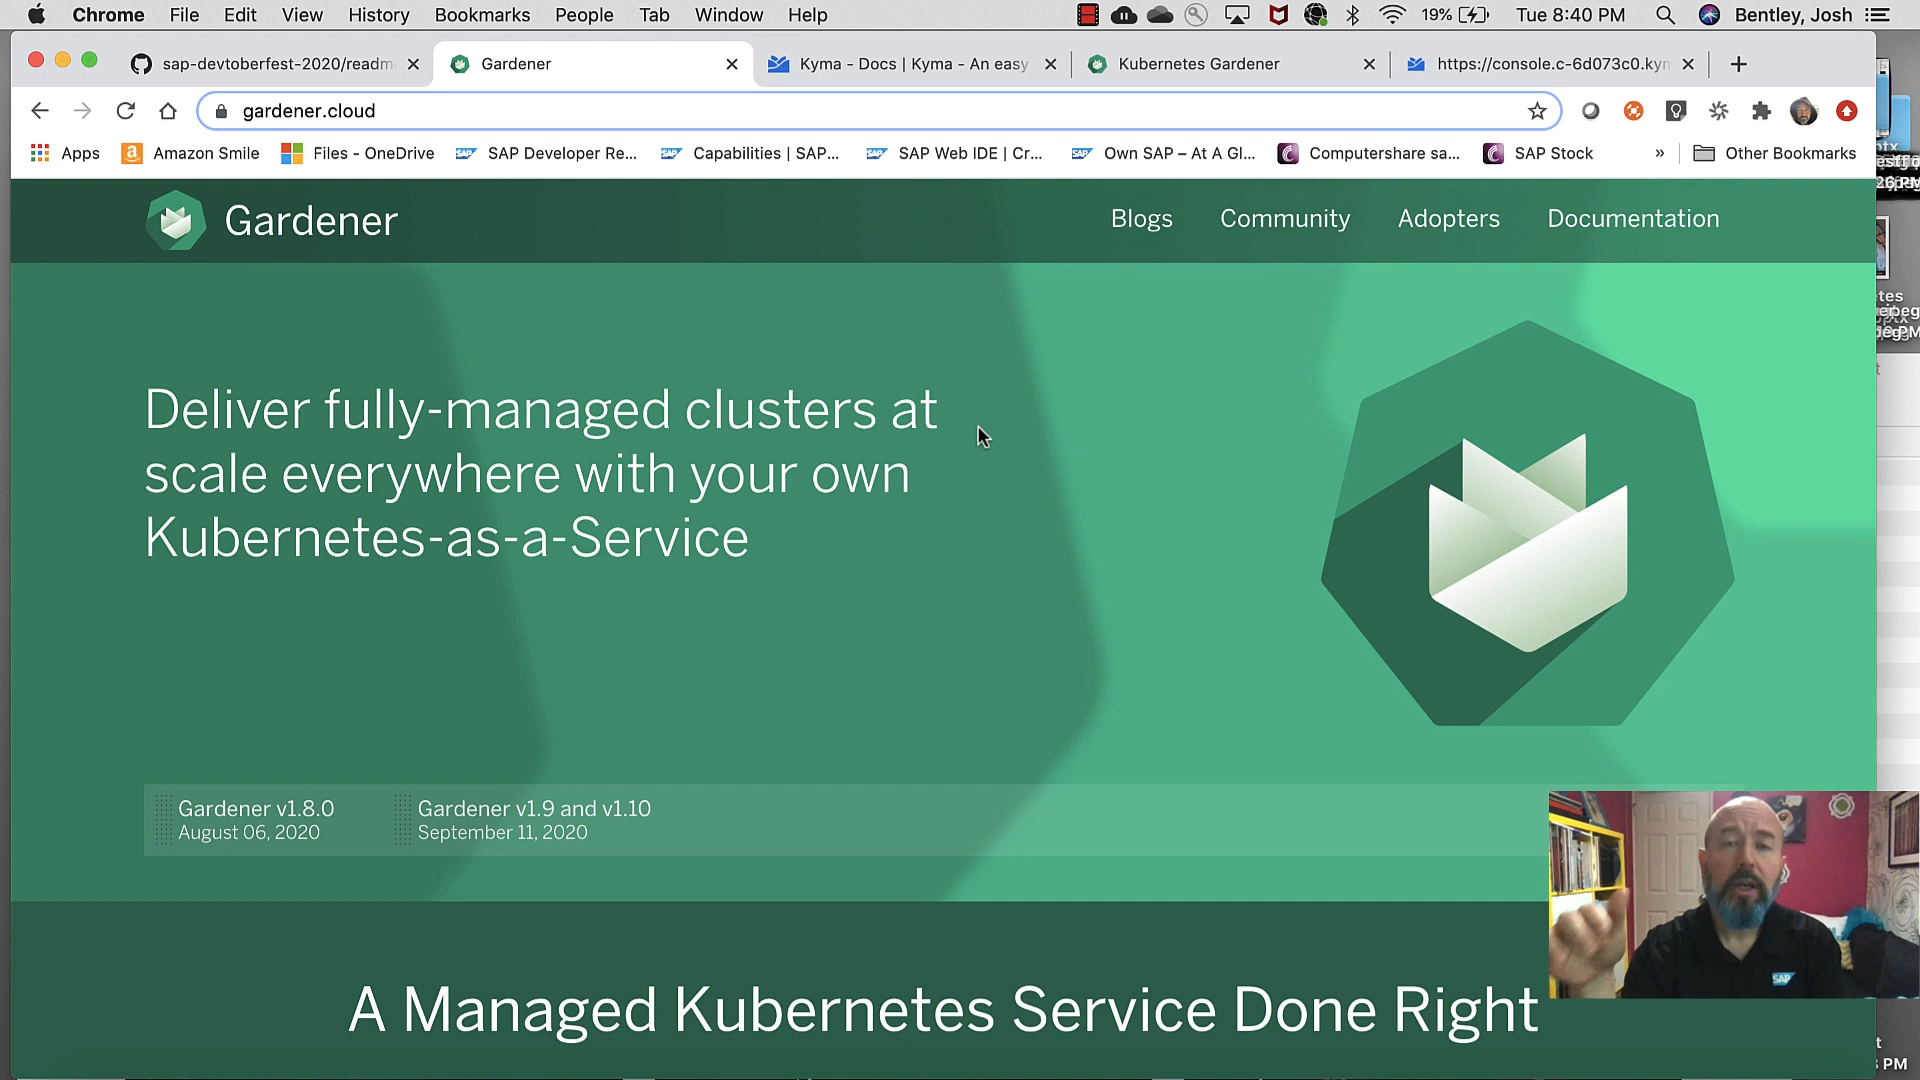 Chrome File Edit View History Bookmarks People Tab Window Help 19% Tue 8:40 PM Bentley, Josh
sap-devtoberfest-2020/readm Gardener Kyma - Docs | Kyma - An easy Kubernetes Gardener https://console.c-6d073c0.kyn
gardener.cloud
Apps Amazon Smile Files - OneDrive SAP Developer Re... Capabilities | SAP... SAP Web IDE | Cr... Own SAP – At A Gl... Computershare sa... SAP Stock » Other Bookmarks
Gardener Blogs Community Adopters Documentation
Deliver fully-managed clusters at
scale everywhere with your own
Kubernetes-as-a-Service
Gardener v1.8.0
August 06, 2020
Gardener v1.9 and v1.10
September 11, 2020
A Managed Kubernetes Service Done Right
SAP